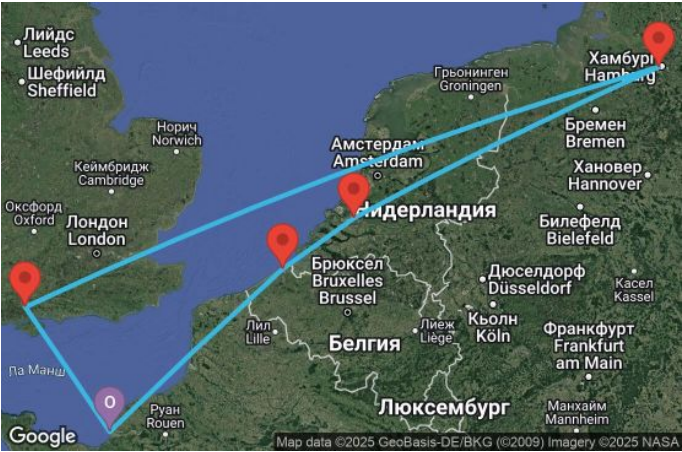 Лийдс
Leeds
Шефийлд
Sheffield
Норич
Norwich
Кеймбридж
Cambridge
Оксфорд
Oxford
Лондон
London
Ла Манш
O
Руан
Rouen
Лил
Lille
Хамбург
Hamburg
Грьонинген
Groningen
Бремен
Bremen
Амстердам
Amsterdam
Хановер
Hannover
Нидерландия
Билефелд
Bielefeld
Брюксел
Bruxelles
Brussel
Дюселдорф
Düsseldorf
Касел
Kassel
Лиеж
Liège
Кьолн
Köln
Белгия
Франкфурт
Frankfurt
am Main
Люксембург
Манхайм
Mannheim
Google
Map data ©2025 GeoBasis-DE/BKG (©2009) Imagery ©2025 NASA